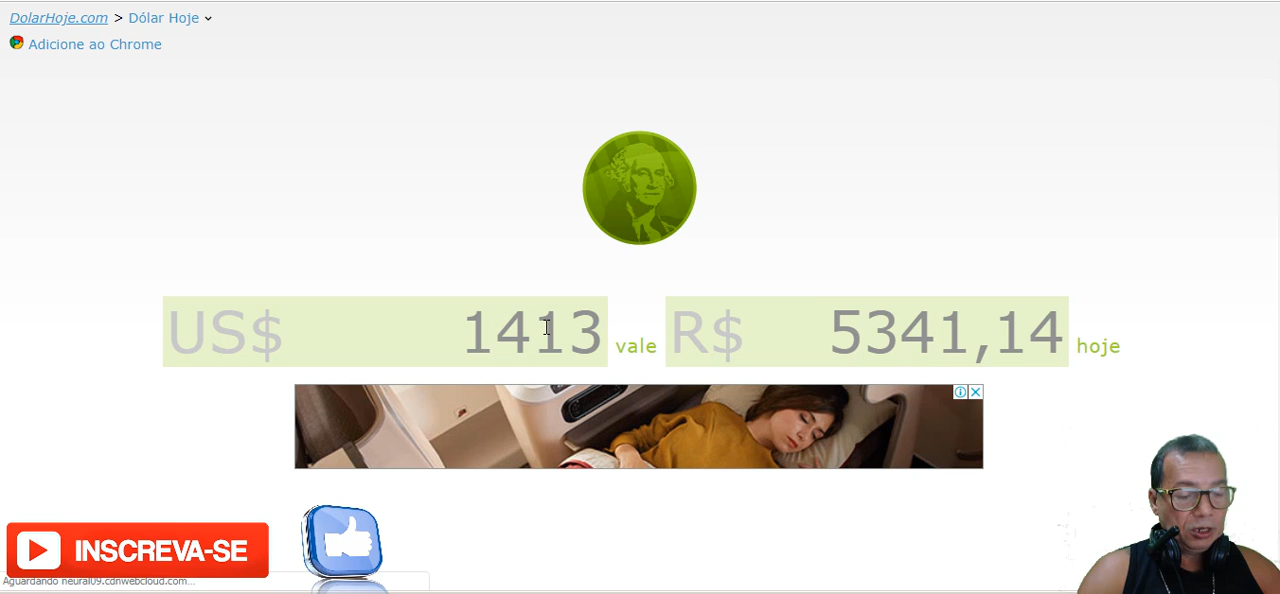 DolarHoje.com > Dólar Hoje
Adicione ao Chrome
US$ 1413 vale R$ 5341,14 hoje
INSCREVA-SE
Aguardando neural09.cdnwebcloud.com...